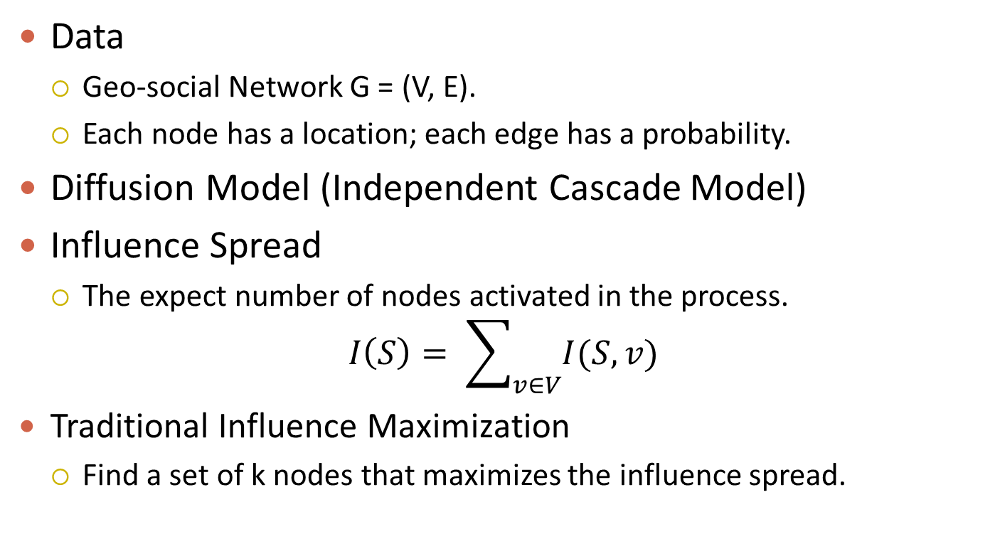 • Data
○ Geo-social Network G = (V, E).
○ Each node has a location; each edge has a probability.
• Diffusion Model (Independent Cascade Model)
• Influence Spread
○ The expect number of nodes activated in the process.
I(S) = ∑_{v∈V} I(S, v)
• Traditional Influence Maximization
○ Find a set of k nodes that maximizes the influence spread.